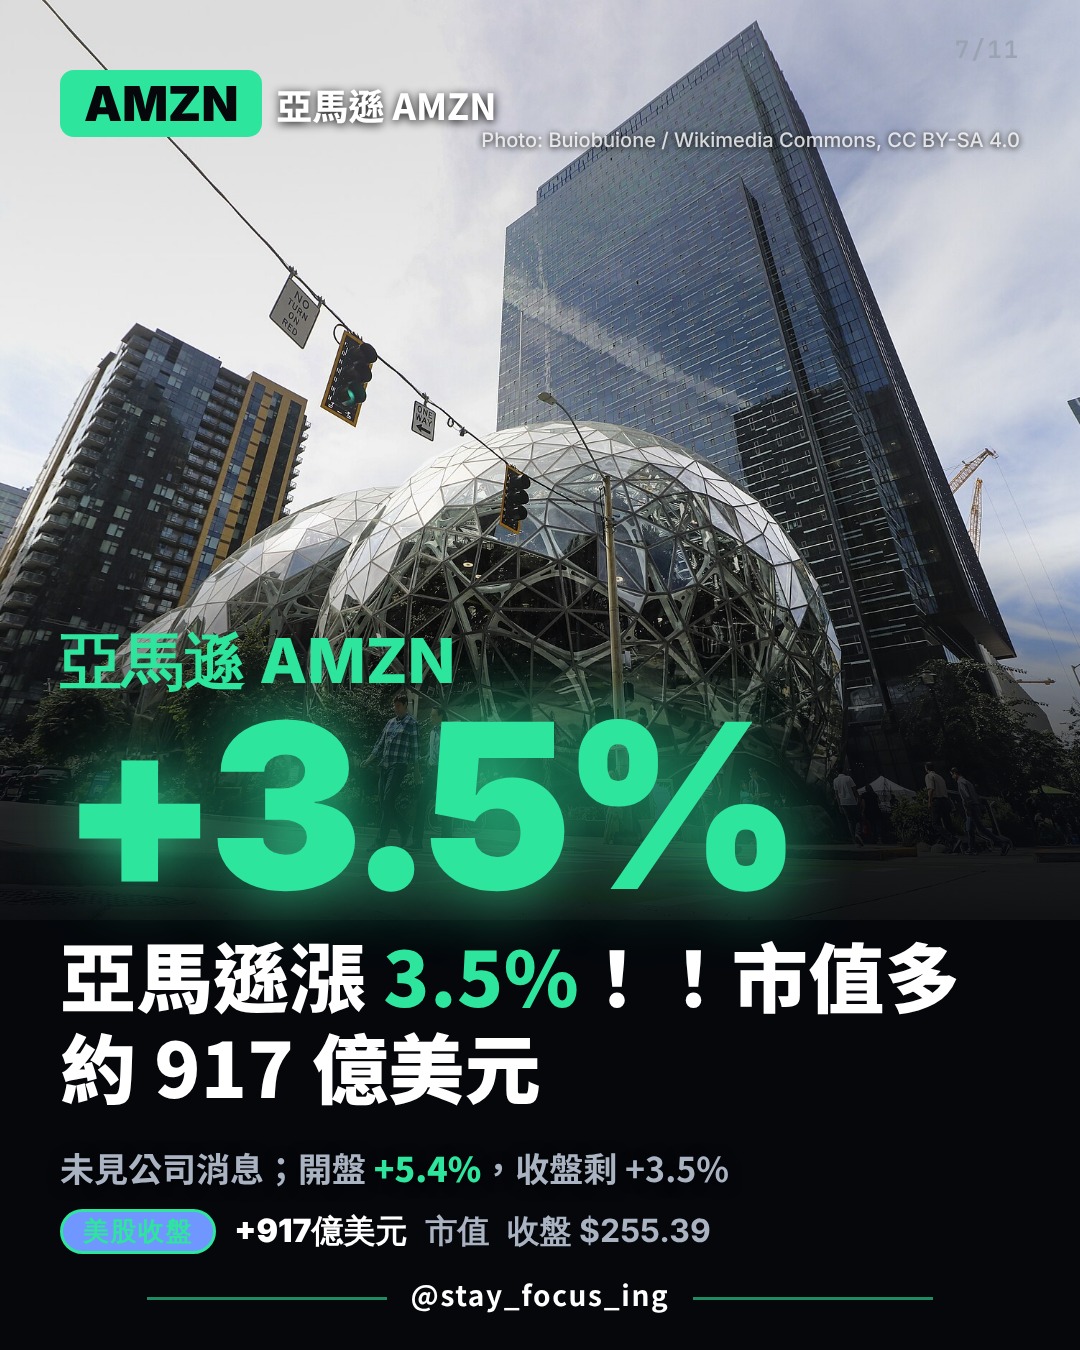 7/11
AMZN 亞馬遜 AMZN
Photo: Buiobuione / Wikimedia Commons, CC BY-SA 4.0
NO
TURN
ON
RED
ONE
WAY
亞馬遜 AMZN
+3.5%
亞馬遜漲 3.5%！！市值多
約 917 億美元
未見公司消息；開盤 +5.4%，收盤剩 +3.5%
美股收盤 +917億美元 市值 收盤 $255.39
@stay_focus_ing